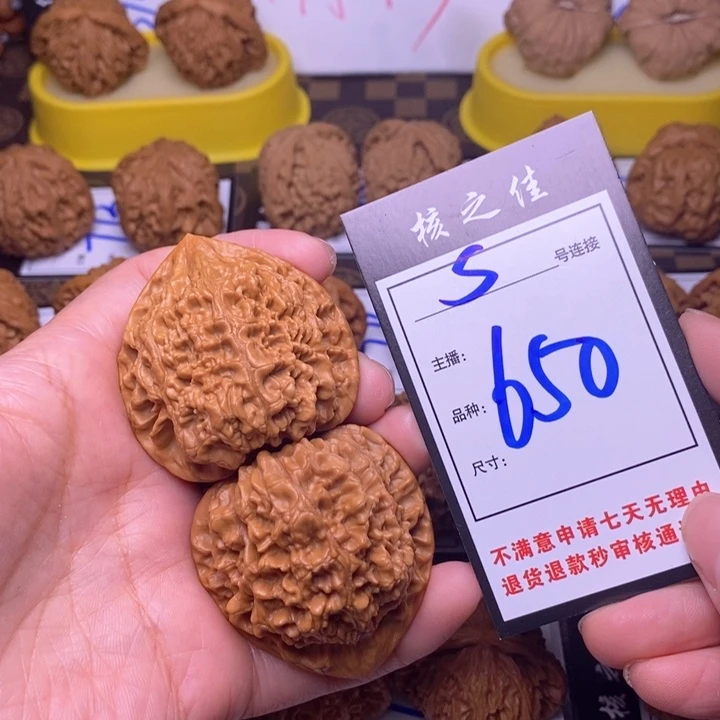 核之佳
S 号连接
主播:
品种: 650
尺寸:
不满意申请七天无理由
退货退款秒审核通